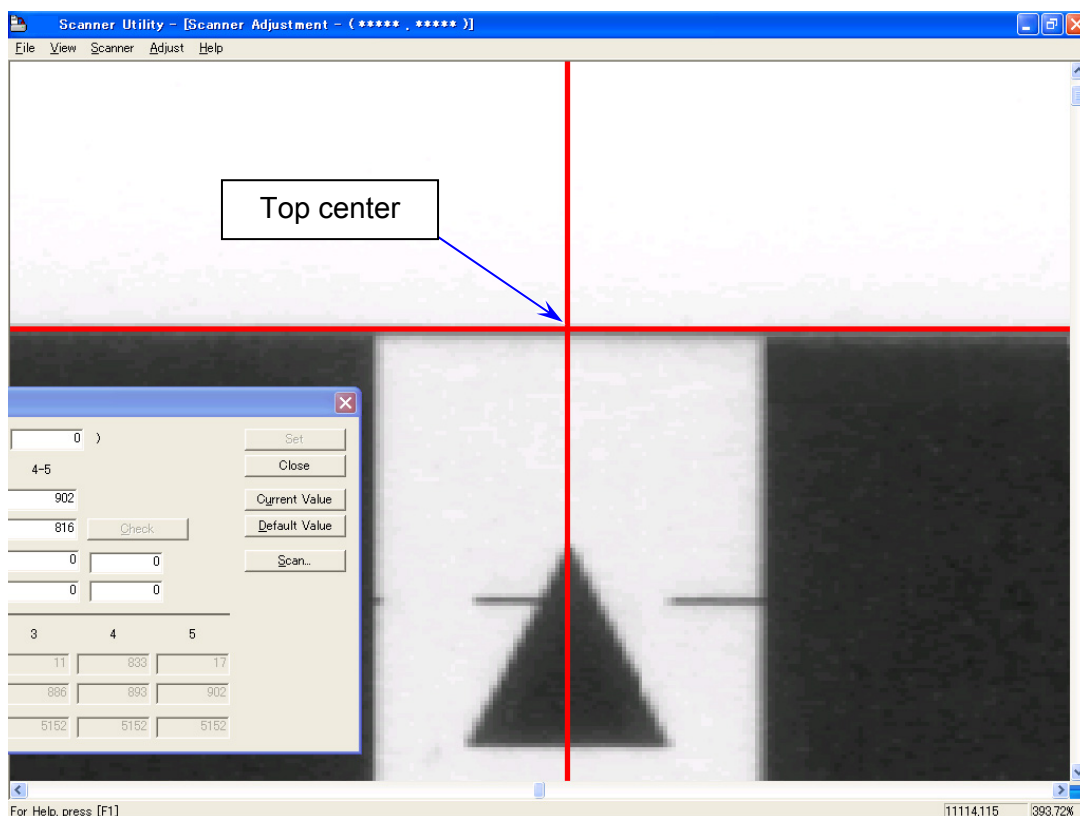 Scanner Utility - [Scanner Adjustment - ( ***** , ***** )]
File View Scanner Adjust Help
Top center
0 ) Set
4-5 Close
902 Current Value
816 Check Default Value
0 0 Scan...
0 0
3 4 5
11 833 17
886 893 902
5152 5152 5152
For Help, press [F1] 11114,115 393.72%